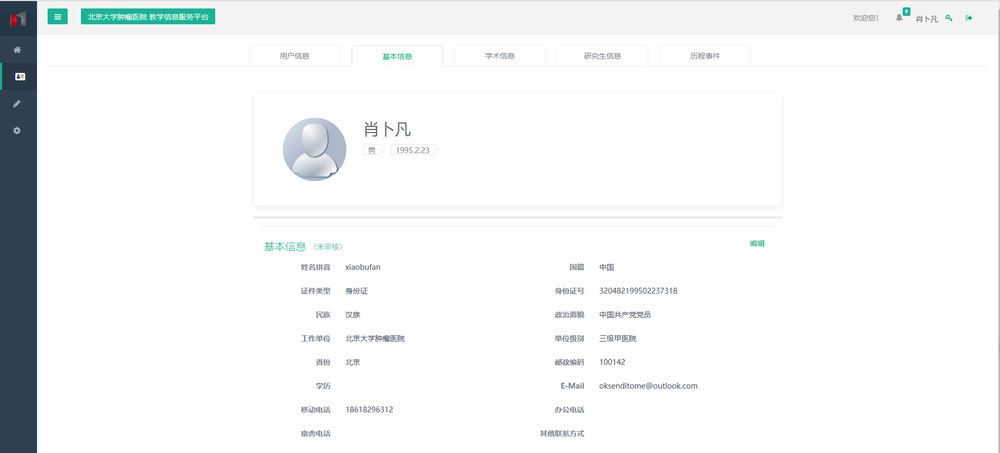 北京大学肿瘤医院 教学信息服务平台
欢迎您! 0 肖卜凡
用户信息 基本信息 学术信息 研究生信息 历程事件
肖卜凡
男 1995.2.23
基本信息 （未审核） 编辑
姓名拼音 xiaobufan 国籍 中国
证件类型 身份证 身份证号 320482199502237318
民族 汉族 政治面貌 中国共产党党员
工作单位 北京大学肿瘤医院 单位级别 三级甲医院
省份 北京 邮政编码 100142
学历 E-Mail oksenditome@outlook.com
移动电话 18618296312 办公电话
宿舍电话 其他联系方式